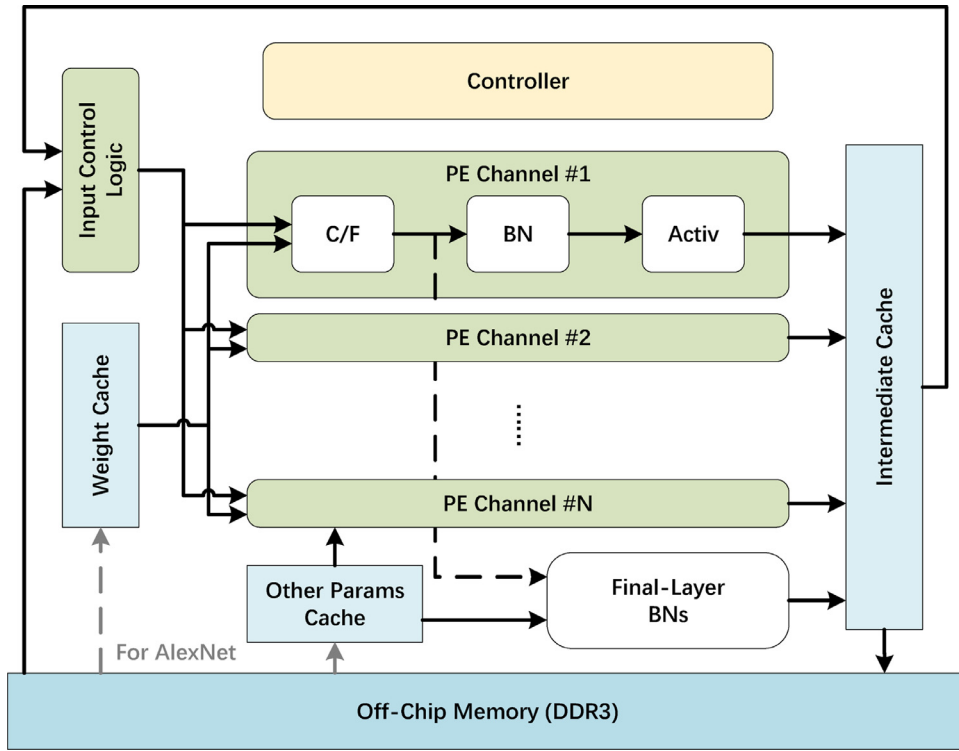 Controller
Input Control
Logic
PE Channel #1
C/F
BN
Activ
PE Channel #2
Weight Cache
Intermediate Cache
PE Channel #N
Other Params
Cache
Final-Layer
BNs
For AlexNet
Off-Chip Memory (DDR3)